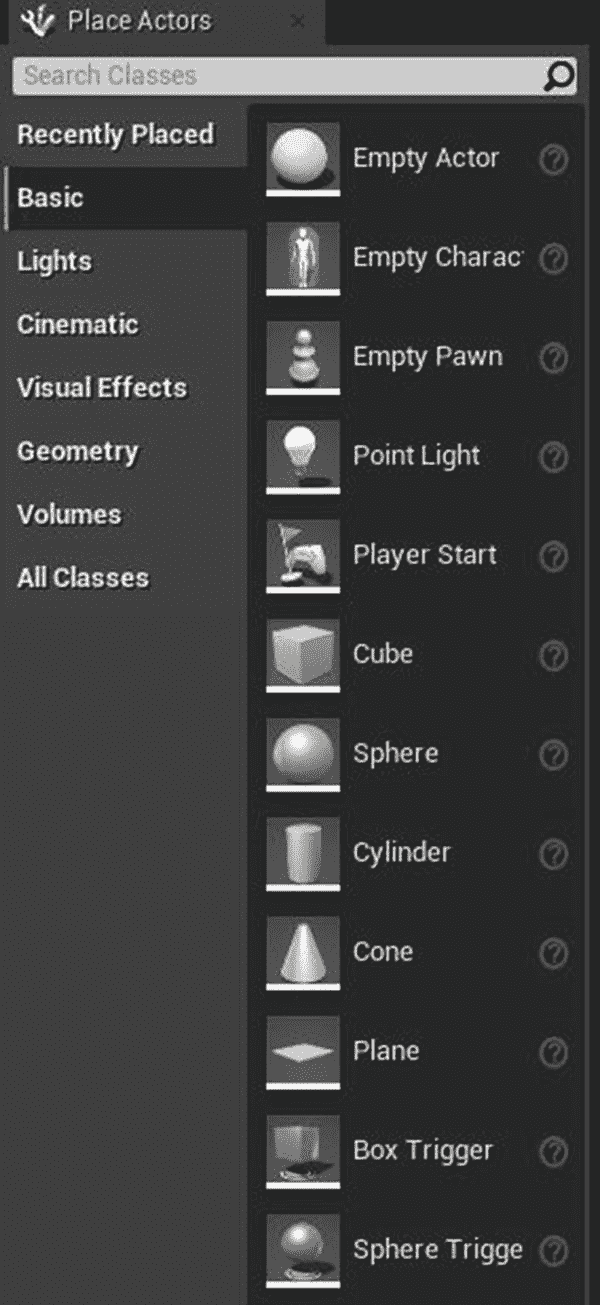 Place Actors
Search Classes
Recently Placed
Basic
Lights
Cinematic
Visual Effects
Geometry
Volumes
All Classes
Empty Actor
Empty Charac
Empty Pawn
Point Light
Player Start
Cube
Sphere
Cylinder
Cone
Plane
Box Trigger
Sphere Trigge